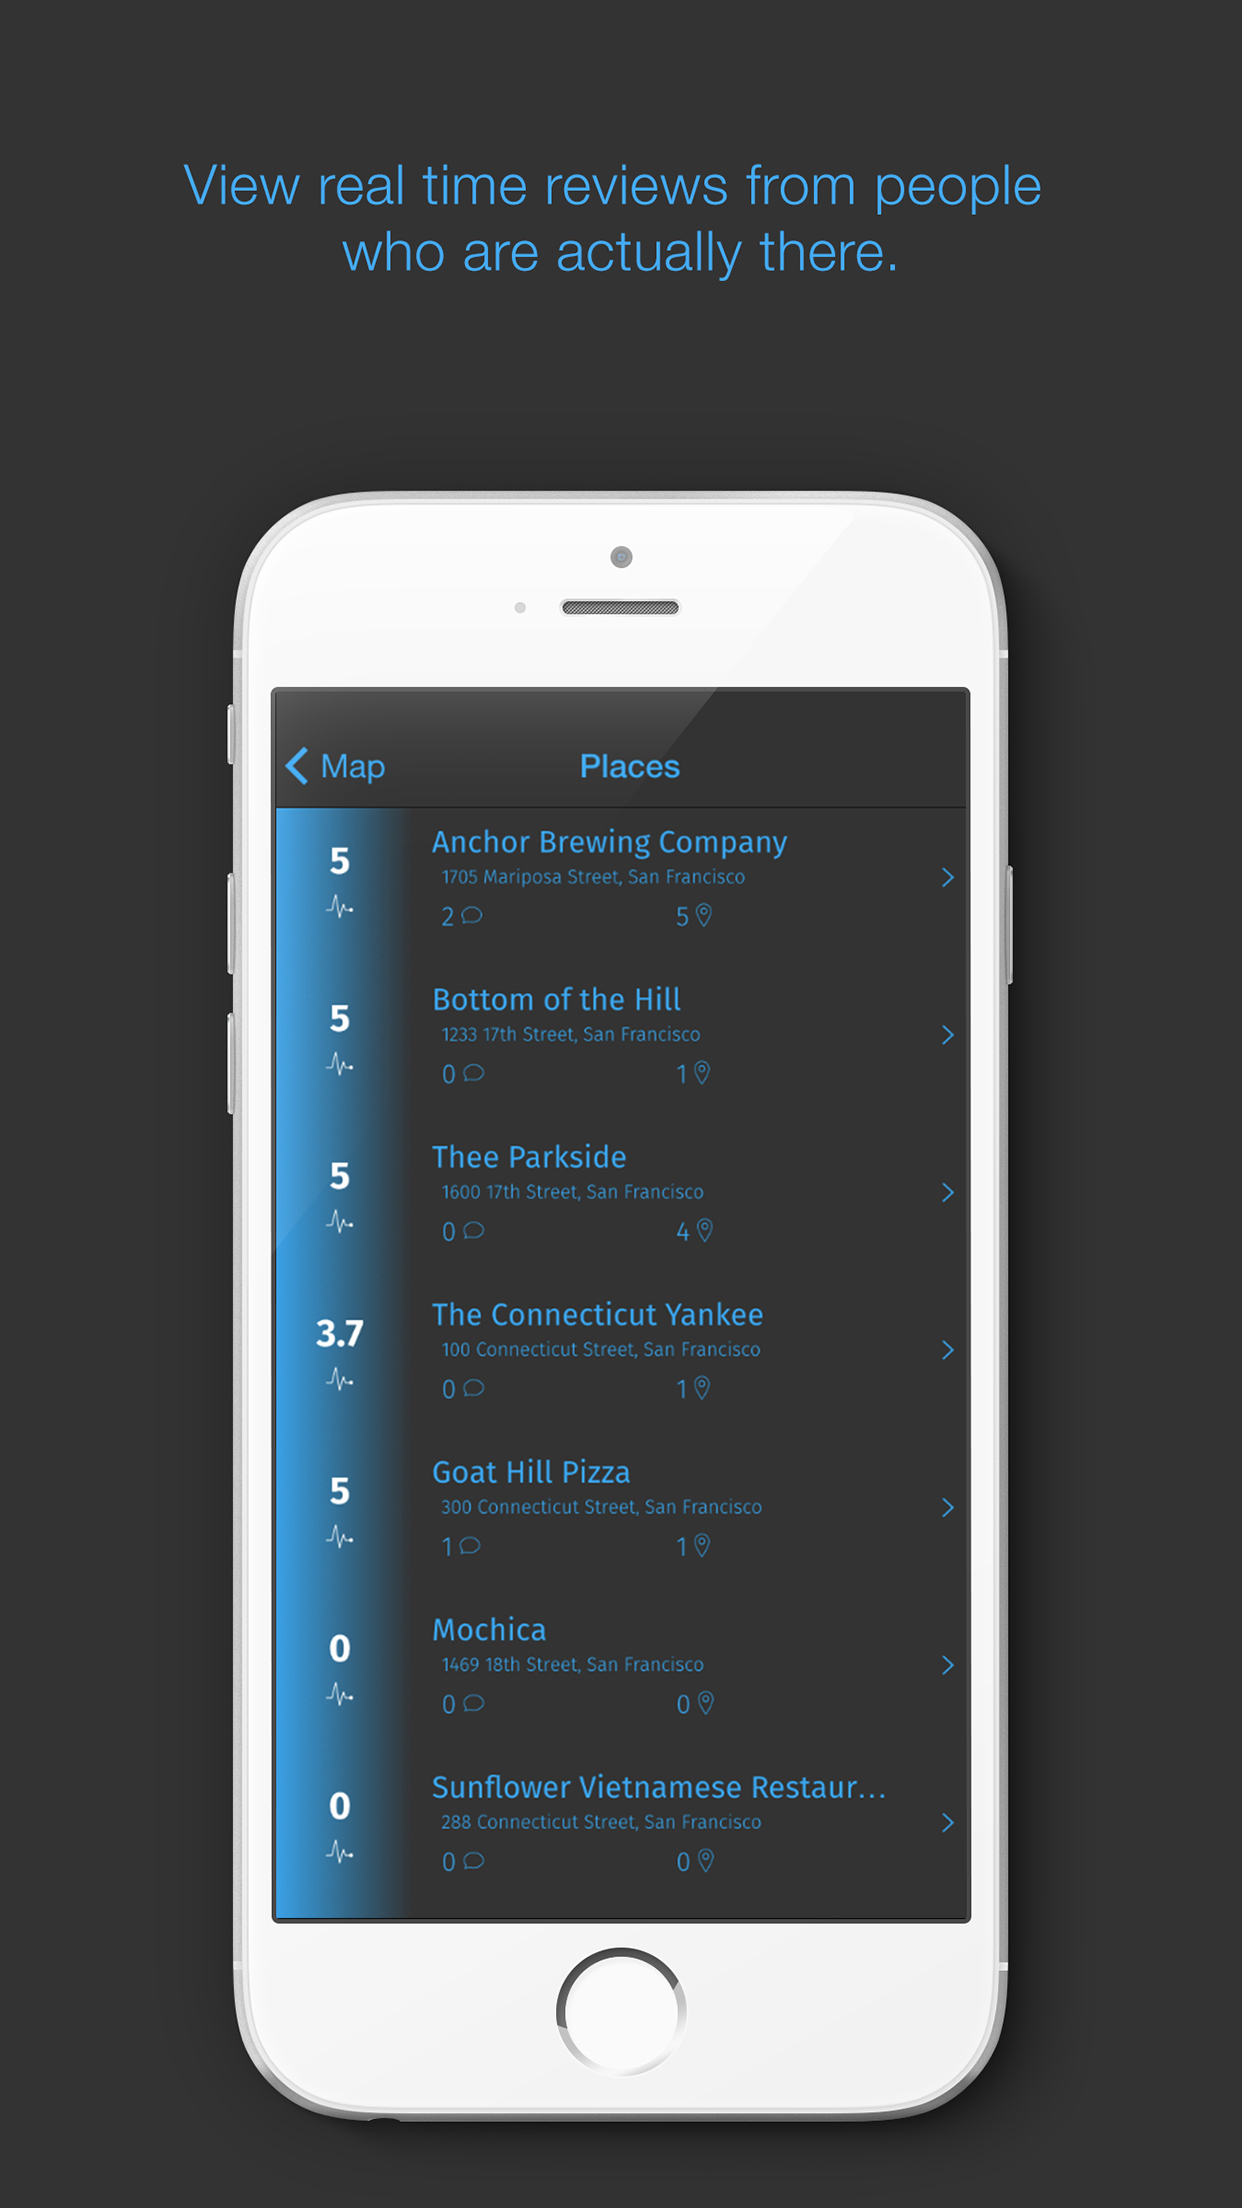 View real time reviews from people
who are actually there.
Map
Places
5
Anchor Brewing Company
1705 Mariposa Street, San Francisco
2
5
5
Bottom of the Hill
1233 17th Street, San Francisco
0
1
5
Thee Parkside
1600 17th Street, San Francisco
0
4
3.7
The Connecticut Yankee
100 Connecticut Street, San Francisco
0
1
5
Goat Hill Pizza
300 Connecticut Street, San Francisco
1
1
0
Mochica
1469 18th Street, San Francisco
0
0
0
Sunflower Vietnamese Restaur...
288 Connecticut Street, San Francisco
0
0